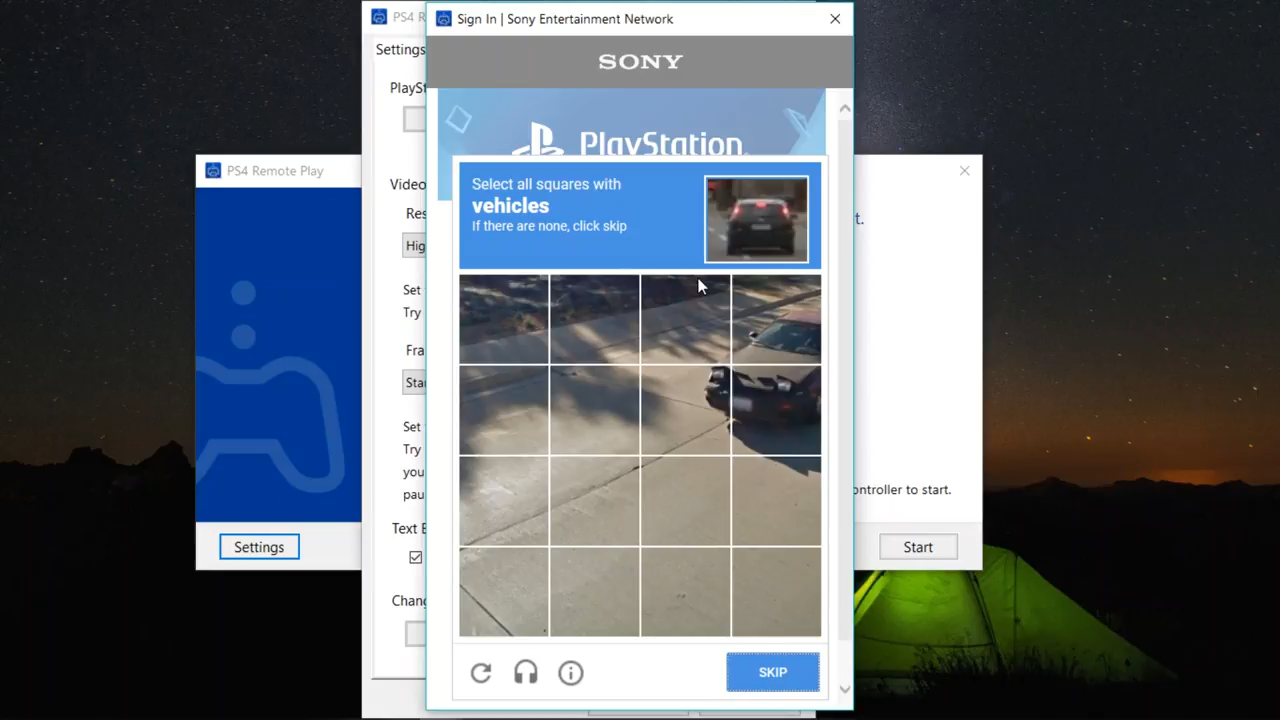 PS4 R
Sign In | Sony Entertainment Network
Settings
SONY
PlaySt
PlayStation
PS4 Remote Play
Select all squares with
vehicles
If there are none, click skip
Video
Res
t.
Hig
Set
Try
Fra
Sta
Set
Try
you
pau
ontroller to start.
Text E
Settings
Start
Chang
SKIP